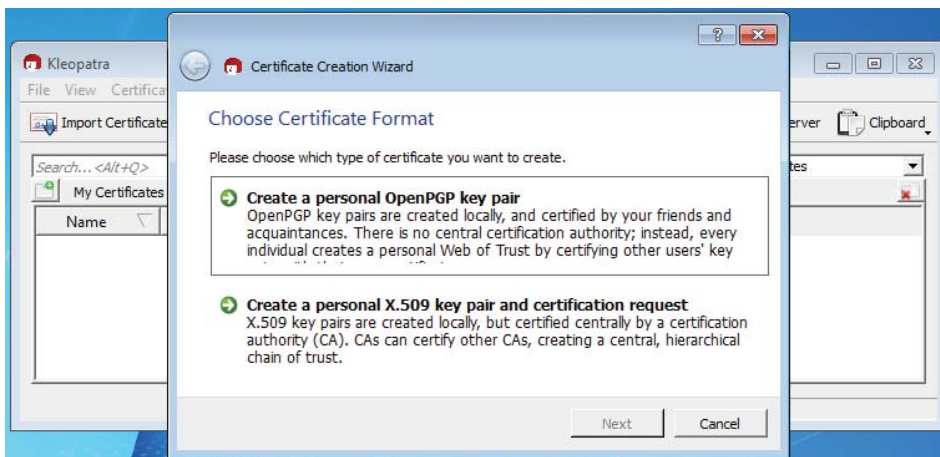 Kleopatra
File View Certifica
Import Certificate
Search...<Alt+Q>
My Certificates
Name
Certificate Creation Wizard
Choose Certificate Format
Please choose which type of certificate you want to create.
Create a personal OpenPGP key pair
OpenPGP key pairs are created locally, and certified by your friends and
acquaintances. There is no central certification authority; instead, every
individual creates a personal Web of Trust by certifying other users' key
Create a personal X.509 key pair and certification request
X.509 key pairs are created locally, but certified centrally by a certification
authority (CA). CAs can certify other CAs, creating a central, hierarchical
chain of trust.
Next Cancel
erver Clipboard
tes